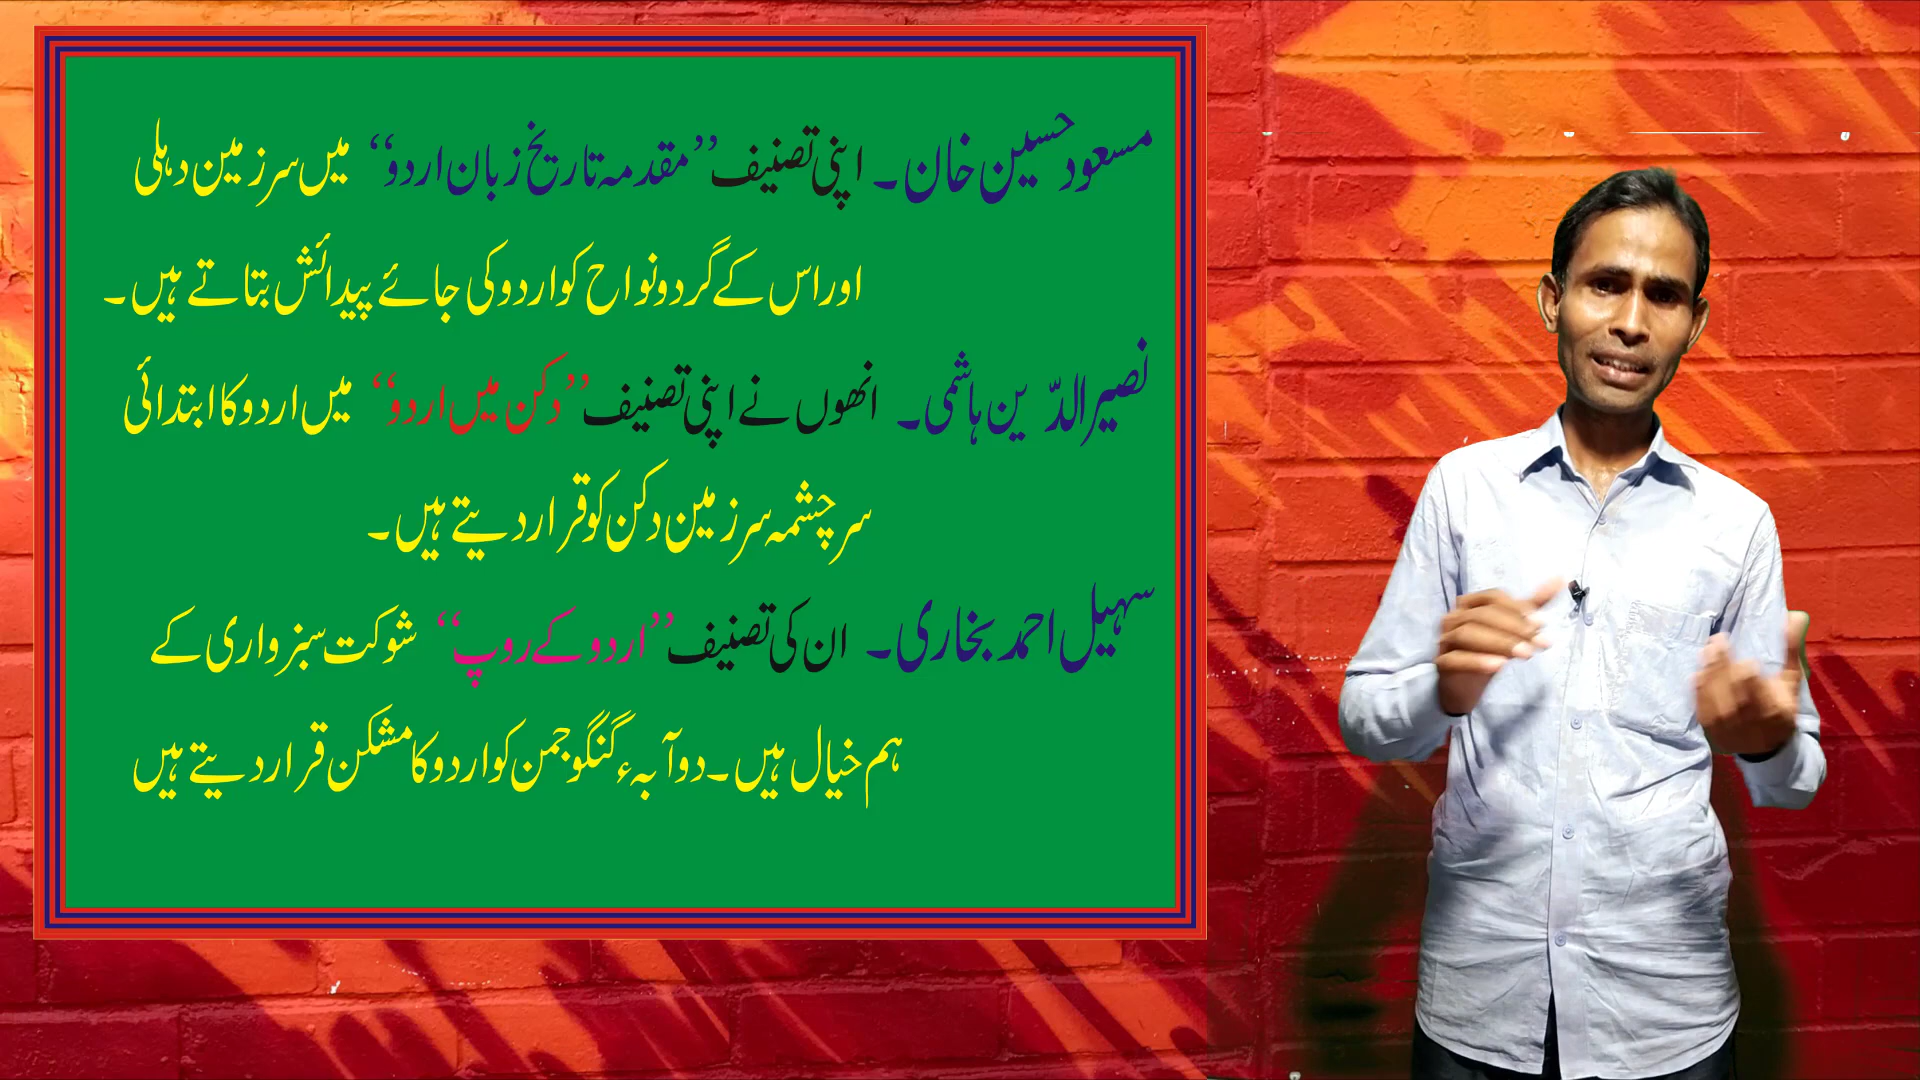 مسعود حسین خان۔ اپنی تصنیف ’’مقدمہ تاریخ زبان اردو‘‘ میں سرزمین دہلی
اور اس کے گردو نواح کو اردو کی جائے پیدائش بتاتے ہیں۔
نصیر الدّین ہاشمی۔ انھوں نے اپنی تصنیف ’’دکن میں اردو‘‘ میں اردو کا ابتدائی
سرچشمہ سرزمین دکن کو قرار دیتے ہیں۔
سہیل احمد بخاری۔ ان کی تصنیف ’’اردو کے روپ‘‘ شوکت سبزواری کے
ہم خیال ہیں۔ دوآبہء گنگ و جمن کو اردو کا مشکن قرار دیتے ہیں